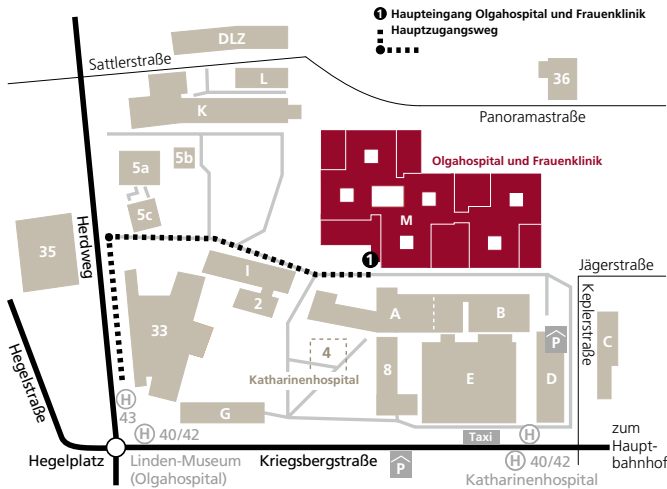 1 Haupteingang Olgahospital und Frauenklinik
Hauptzugangsweg
DLZ
Sattlerstraße
L
36
K
Panoramastraße
5b
5a
Olgahospital und Frauenklinik
M
5c
35
Herdweg
1
I
Jägerstraße
2
Keplerstraße
33
A
B
P
C
4
Hegelstraße
Katharinenhospital
8
E
D
H
43
G
H 40/42
Taxi
H
zum
Haupt-
bahnhof
Hegelplatz
Linden-Museum
(Olgahospital)
Kriegsbergstraße
P
H 40/42
Katharinenhospital